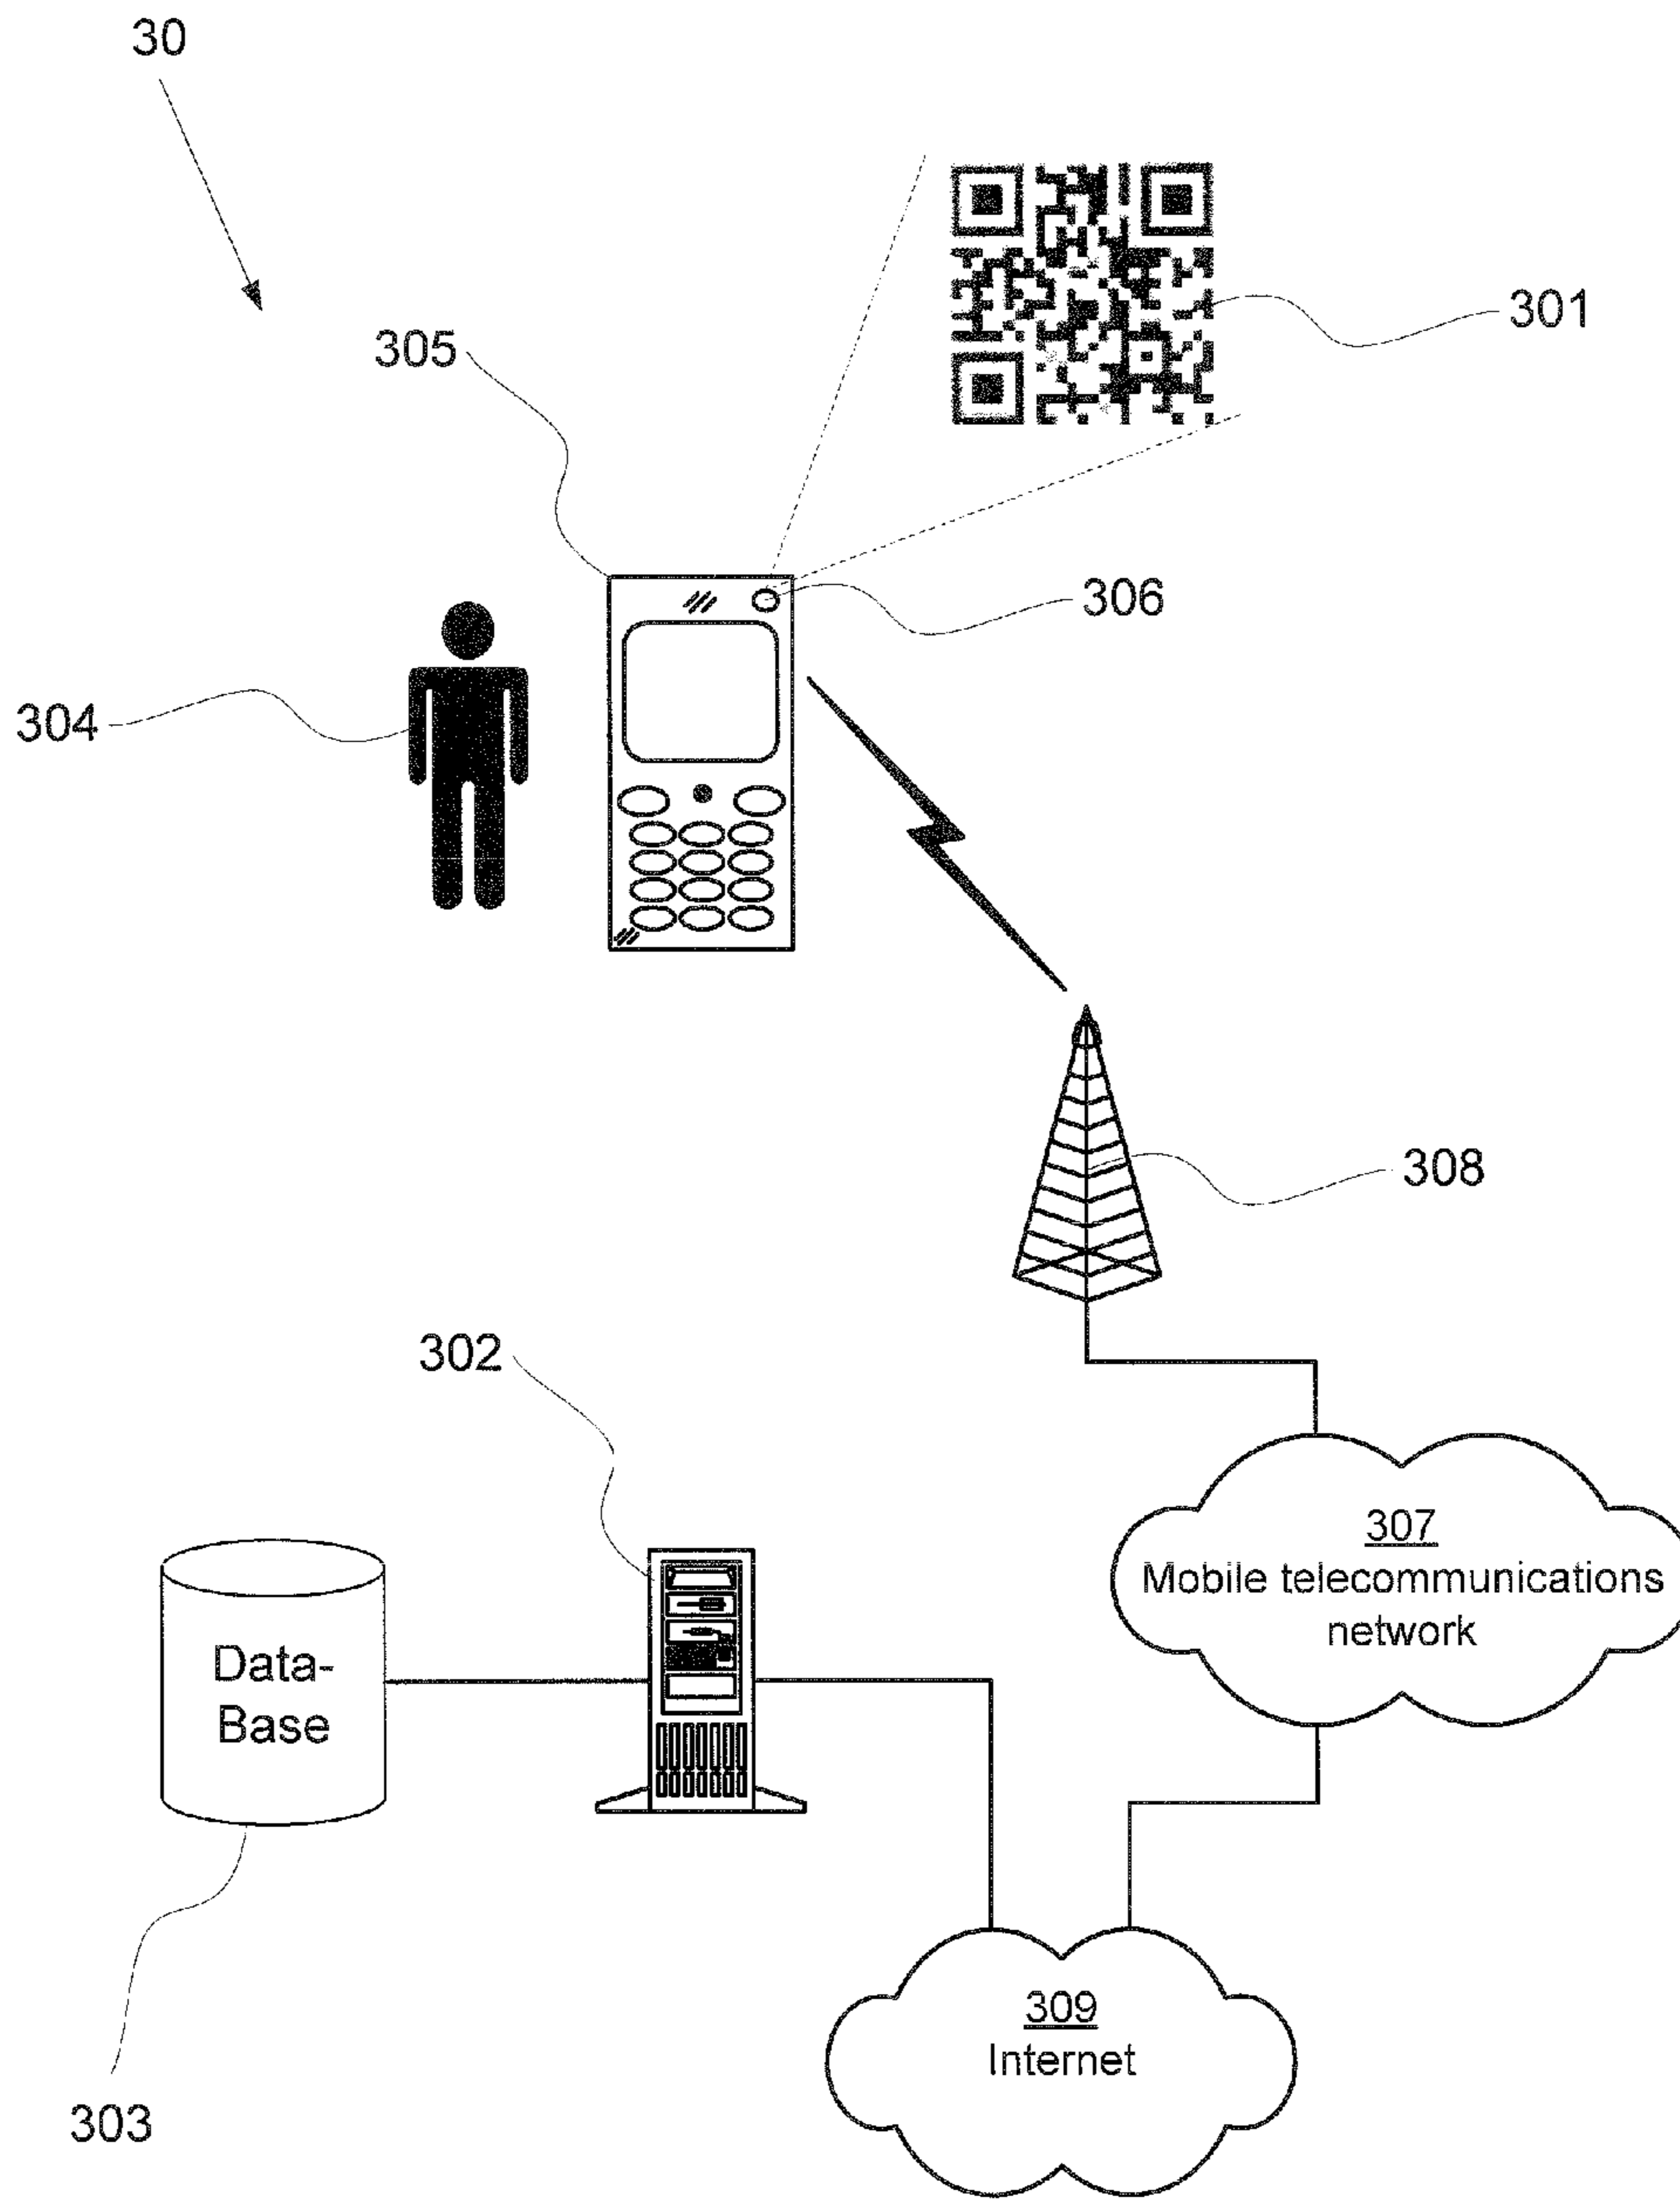 30
301
305
306
304
308
302
307
Mobile telecommunications
network
Data-
Base
309
Internet
303